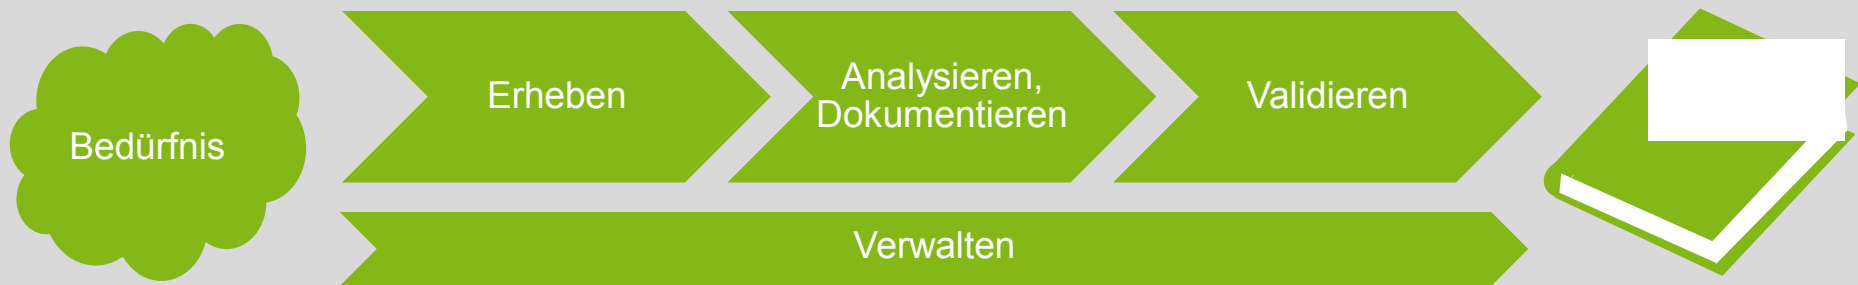 Bedürfnis
Erheben
Analysieren,
Dokumentieren
Validieren
Verwalten